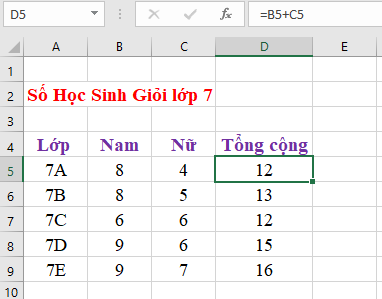 D5 =B5+C5
A B C D E
1
2 Số Học Sinh Giỏi lớp 7
3
4 Lớp Nam Nữ Tổng cộng
5 7A 8 4 12
6 7B 8 5 13
7 7C 6 6 12
8 7D 9 6 15
9 7E 9 7 16
10